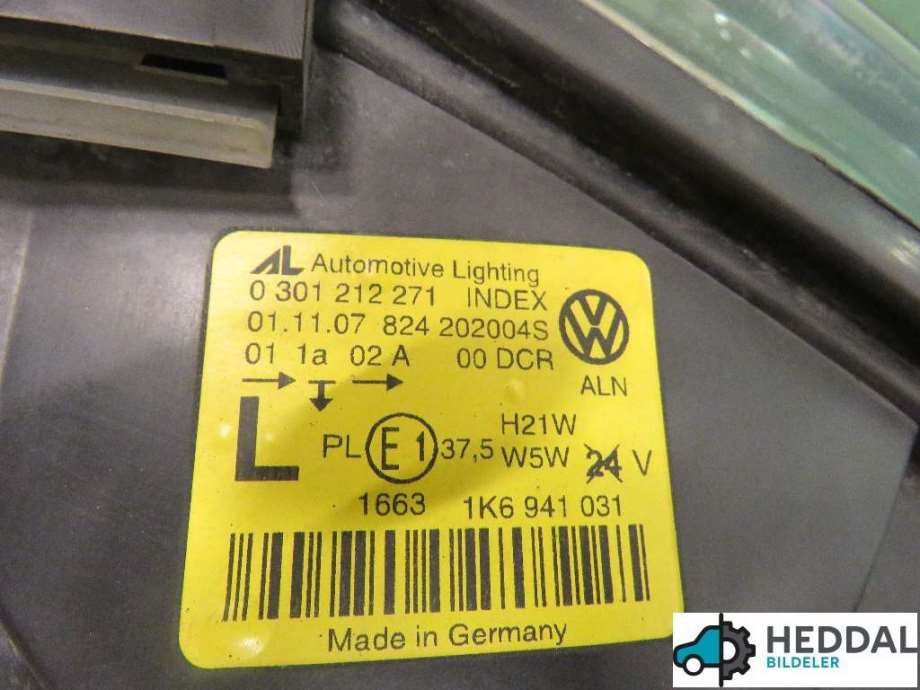 AL Automotive Lighting
0 301 212 271 INDEX
01.11.07 824 202004S
01 1a 02 A 00 DCR
ALN
L PL E1 37,5 H21W
W5W 24 V
1663 1K6 941 031
Made in Germany
HEDDAL
BILDELER